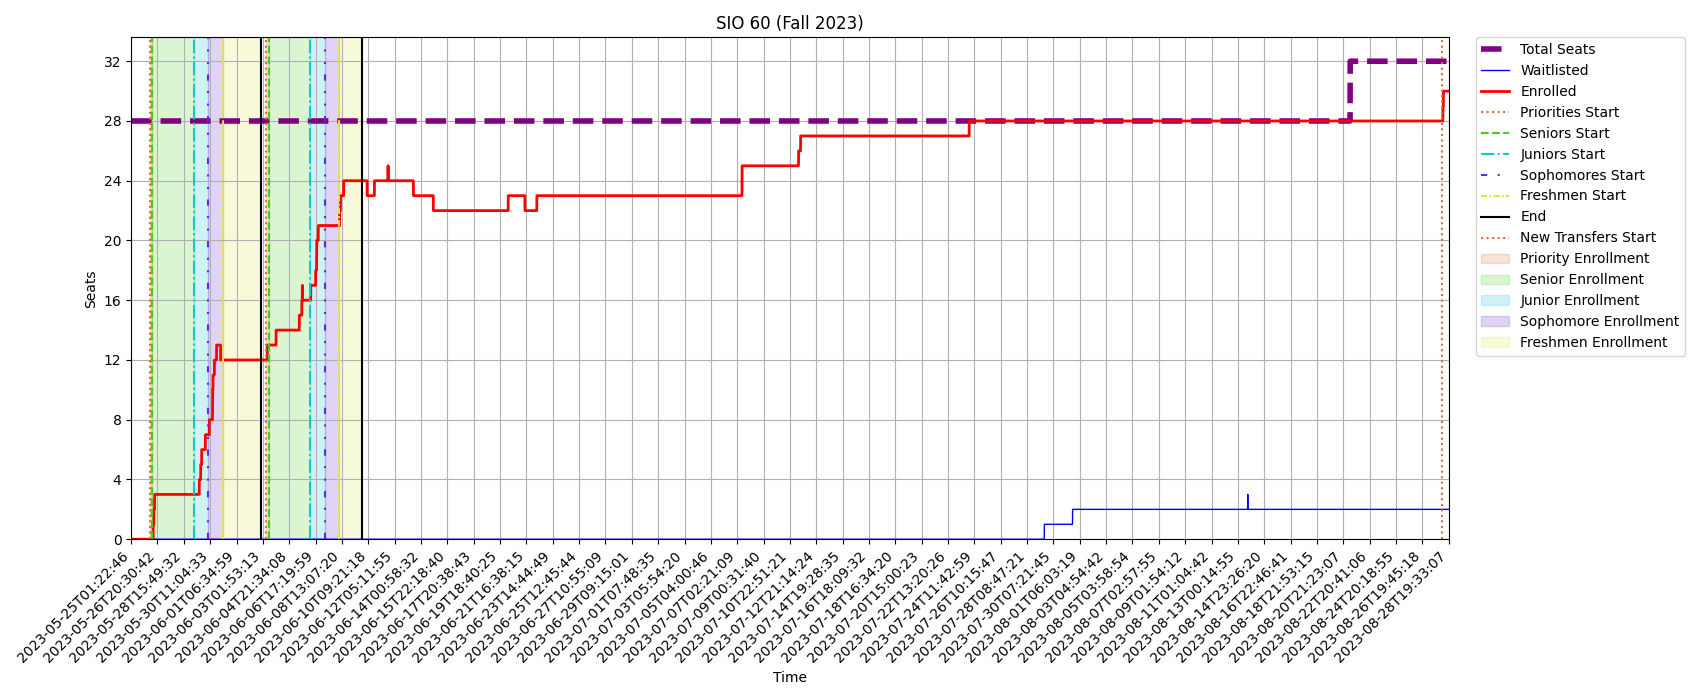 SIO 60 (Fall 2023)
Seats
32
28
24
20
16
12
8
4
0
2023-05-25T01:22:46
2023-05-26T20:30:42
2023-05-28T15:49:32
2023-05-30T11:04:33
2023-06-01T06:34:59
2023-06-03T01:53:13
2023-06-04T21:34:08
2023-06-06T17:19:59
2023-06-08T13:07:20
2023-06-10T09:21:18
2023-06-12T05:11:55
2023-06-14T00:58:32
2023-06-15T22:18:40
2023-06-17T20:38:43
2023-06-19T18:40:25
2023-06-21T16:38:15
2023-06-23T14:44:49
2023-06-25T12:45:44
2023-06-27T10:55:09
2023-06-29T09:15:01
2023-07-01T07:48:35
2023-07-03T05:54:20
2023-07-05T04:00:46
2023-07-07T02:21:09
2023-07-09T00:31:40
2023-07-10T22:51:21
2023-07-12T21:14:24
2023-07-14T19:28:35
2023-07-16T18:09:32
2023-07-18T16:34:20
2023-07-20T15:00:23
2023-07-22T13:20:26
2023-07-24T11:42:59
2023-07-26T10:15:47
2023-07-28T08:47:21
2023-07-30T07:21:45
2023-08-01T06:03:19
2023-08-03T04:54:42
2023-08-05T03:58:54
2023-08-07T02:57:55
2023-08-09T01:54:12
2023-08-11T01:04:42
2023-08-13T00:14:55
2023-08-14T23:26:20
2023-08-16T22:46:41
2023-08-18T21:53:15
2023-08-20T21:23:07
2023-08-22T20:41:06
2023-08-24T20:18:55
2023-08-26T19:45:18
2023-08-28T19:33:07
Time
Total Seats
Waitlisted
Enrolled
Priorities Start
Seniors Start
Juniors Start
Sophomores Start
Freshmen Start
End
New Transfers Start
Priority Enrollment
Senior Enrollment
Junior Enrollment
Sophomore Enrollment
Freshmen Enrollment